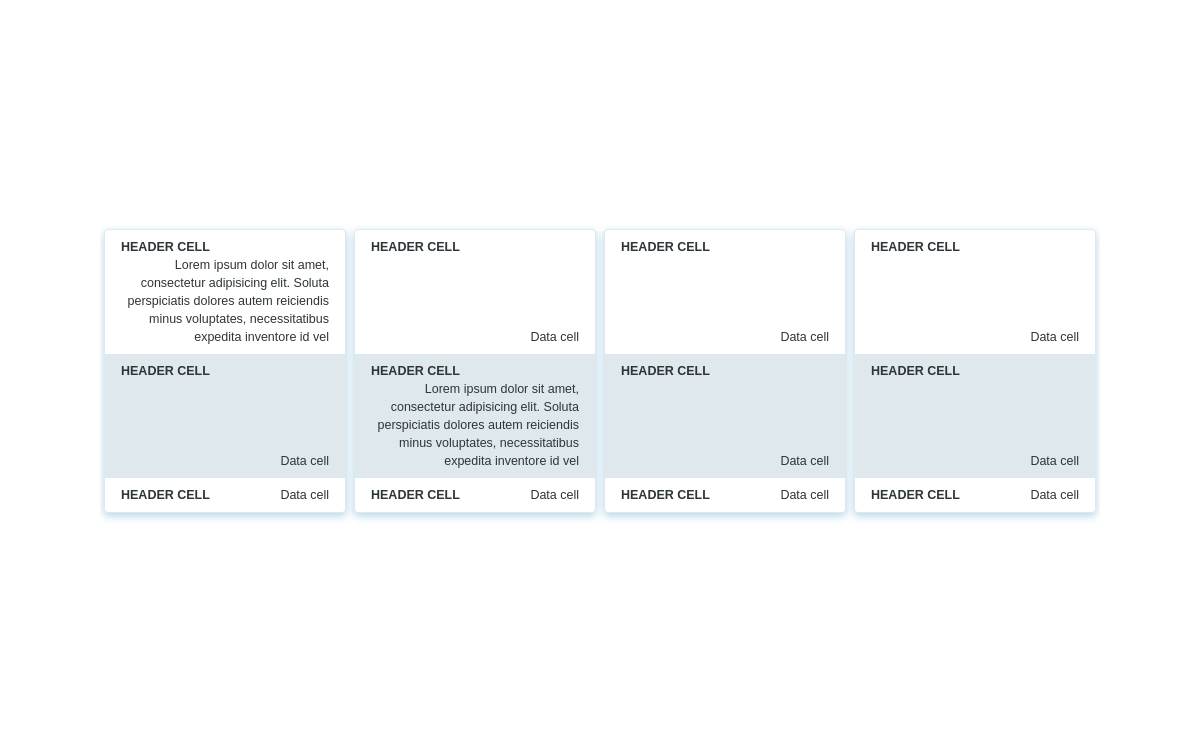 HEADER CELL
Lorem ipsum dolor sit amet,
consectetur adipisicing elit. Soluta
perspiciatis dolores autem reiciendis
minus voluptates, necessitatibus
expedita inventore id vel
HEADER CELL
Data cell
HEADER CELL Data cell
HEADER CELL
Data cell
HEADER CELL
Lorem ipsum dolor sit amet,
consectetur adipisicing elit. Soluta
perspiciatis dolores autem reiciendis
minus voluptates, necessitatibus
expedita inventore id vel
HEADER CELL Data cell
HEADER CELL
Data cell
HEADER CELL
Data cell
HEADER CELL Data cell
HEADER CELL
Data cell
HEADER CELL
Data cell
HEADER CELL Data cell